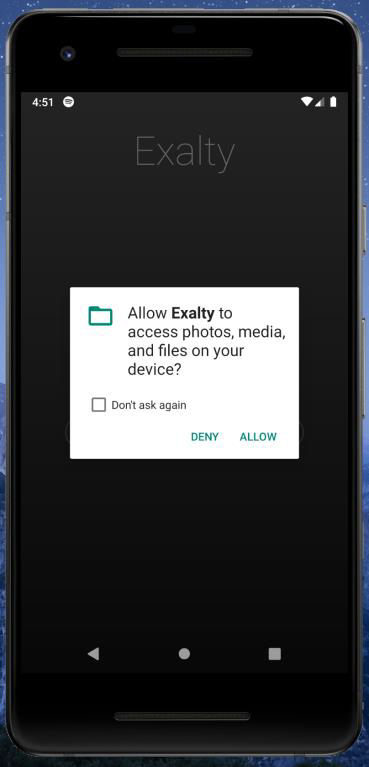 4:51
Exalty
Allow Exalty to
access photos, media,
and files on your
device?
Don't ask again
DENY ALLOW